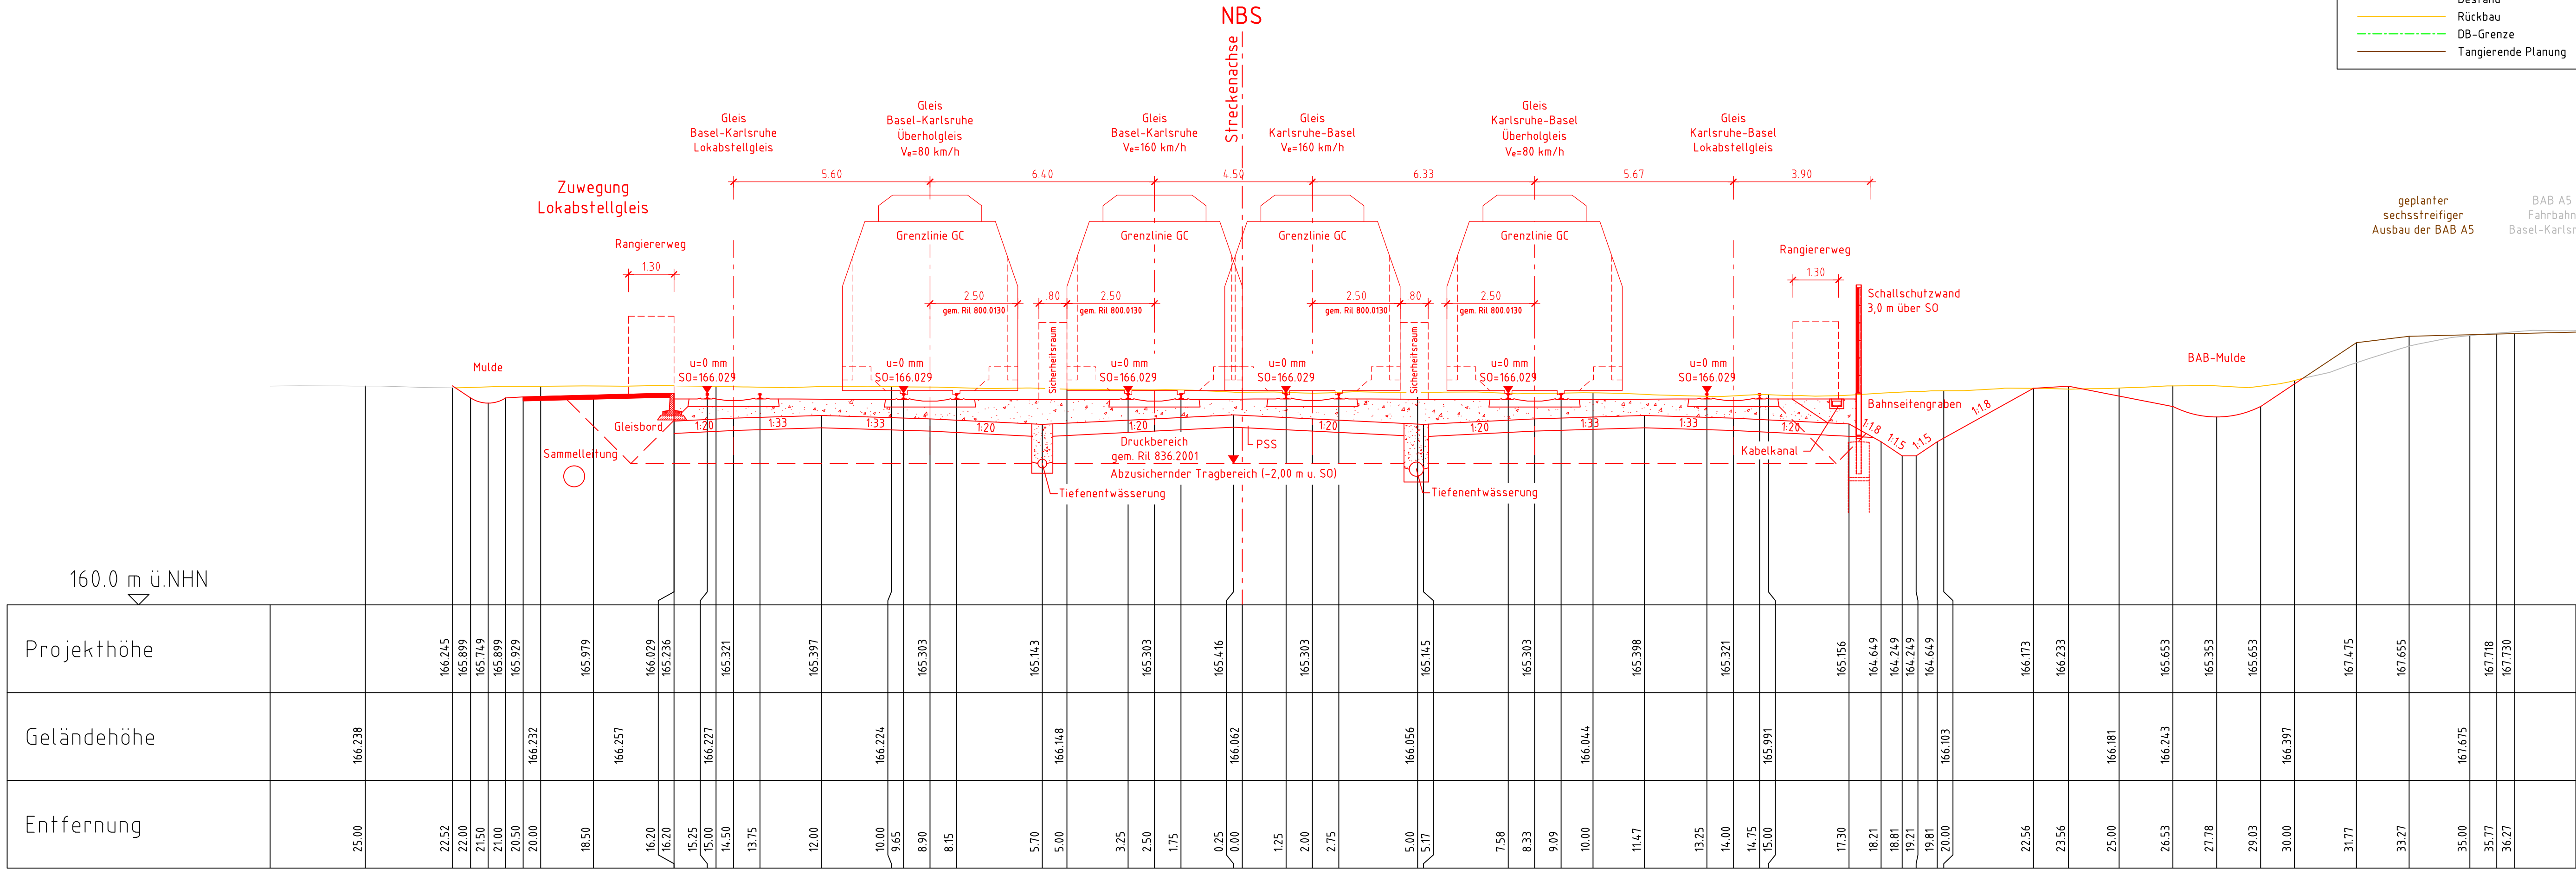 NBS
Streckenachse
Bestand
Rückbau
DB-Grenze
Tangierende Planung
Gleis
Basel-Karlsruhe
Lokabstellgleis
Gleis
Basel-Karlsruhe
Überholgleis
Ve=80 km/h
Gleis
Basel-Karlsruhe
Ve=160 km/h
Gleis
Karlsruhe-Basel
Ve=160 km/h
Gleis
Karlsruhe-Basel
Überholgleis
Ve=80 km/h
Gleis
Karlsruhe-Basel
Lokabstellgleis
5.60 6.40 4.50 6.33 5.67 3.90
Zuwegung
Lokabstellgleis
geplanter
sechsstreifiger
Ausbau der BAB A5
BAB A5
Fahrbahn
Rangiererweg
1.30
Grenzlinie GC Grenzlinie GC Grenzlinie GC Grenzlinie GC
Rangiererweg
1.30
2.50 .80 2.50 2.50 .80 2.50
gem. Ril 800.0130 gem. Ril 800.0130 gem. Ril 800.0130 gem. Ril 800.0130
Sicherheitsraum
Sicherheitsraum
Schallschutzwand
3,0 m über SO
Mulde
BAB-Mulde
u=0 mm u=0 mm u=0 mm u=0 mm u=0 mm u=0 mm
SO=166.029 SO=166.029 SO=166.029 SO=166.029 SO=166.029 SO=166.029
Bahnseitengraben
Gleisbord
1:20 1:33 1:33 1:20 1:20 1:20 1:20 1:33 1:33 1:20 1:1.8 1:1.5 1:1.5 1:1.8
Druckbereich
gem. Ril 836.2001
PSS
Sammelleitung
Kabelkanal
Abzusichernder Tragbereich (-2,00 m u. SO)
Tiefenentwässerung
Tiefenentwässerung
160.0 m ü.NHN
Projekthöhe
166.245 165.899 165.749 165.899 165.929 165.979 166.029 165.236 165.321 165.397 165.303 165.143 165.303 165.416 165.303 165.145 165.303 165.398 165.321 165.156 164.649 164.249 164.249 164.649 166.173 166.233 165.653 165.353 165.653 167.475 167.655 167.718 167.730
Geländehöhe
166.238 166.232 166.257 166.227 166.224 166.148 166.062 166.056 166.044 165.991 166.103 166.181 166.243 166.397 167.675
Entfernung
25.00 22.52 22.00 21.50 21.00 20.50 20.00 18.50 16.20 16.20 15.25 15.00 14.50 13.75 12.00 10.00 9.65 8.90 8.15 5.70 5.00 3.25 2.50 1.75 0.25 0.00 1.25 2.00 2.75 5.00 5.17 7.58 8.33 9.09 10.00 11.47 13.25 14.00 14.75 15.00 17.30 18.21 18.81 19.21 19.81 20.00 22.56 23.56 25.00 26.53 27.78 29.03 30.00 31.77 33.27 35.00 35.77 36.27